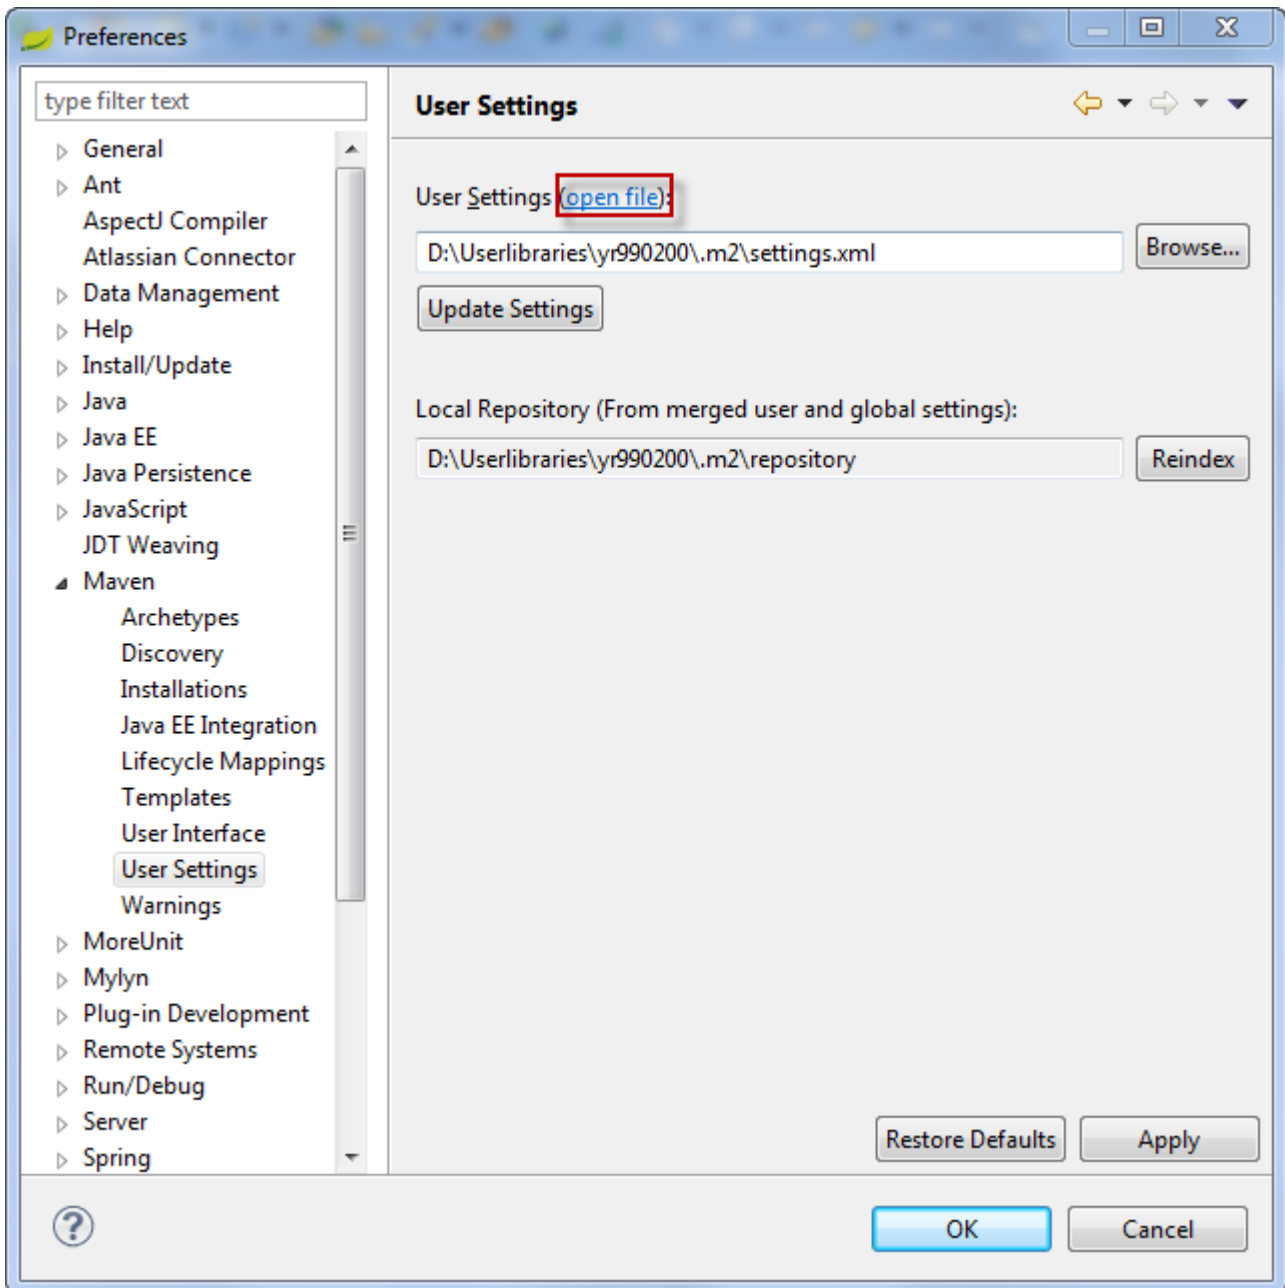 Preferences
type filter text
General
Ant
AspectJ Compiler
Atlassian Connector
Data Management
Help
Install/Update
Java
Java EE
Java Persistence
JavaScript
JDT Weaving
Maven
Archetypes
Discovery
Installations
Java EE Integration
Lifecycle Mappings
Templates
User Interface
User Settings
Warnings
MoreUnit
Mylyn
Plug-in Development
Remote Systems
Run/Debug
Server
Spring
User Settings
User Settings (open file):
D:\Userlibraries\yr990200\.m2\settings.xml
Browse...
Update Settings
Local Repository (From merged user and global settings):
D:\Userlibraries\yr990200\.m2\repository
Reindex
Restore Defaults
Apply
?
OK
Cancel